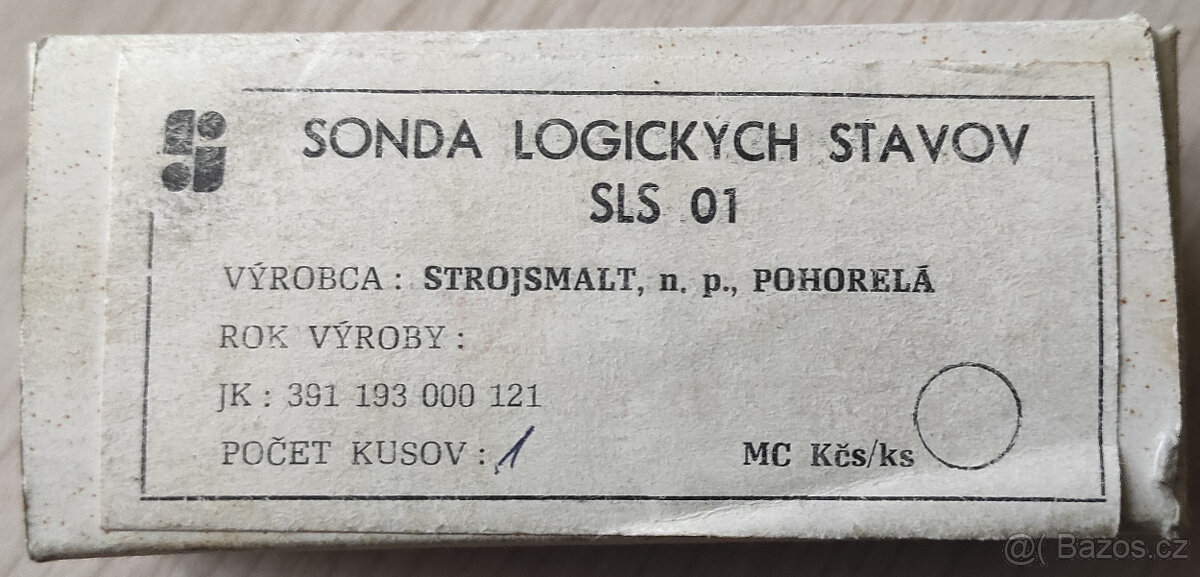 SONDA LOGICKYCH STAVOV
SLS 01
VÝROBCA: STROJSMALT, n. p., POHORELÁ
ROK VÝROBY:
JK: 391 193 000 121
POČET KUSOV: 1
MC Kčs/ks
@( Bazos.cz